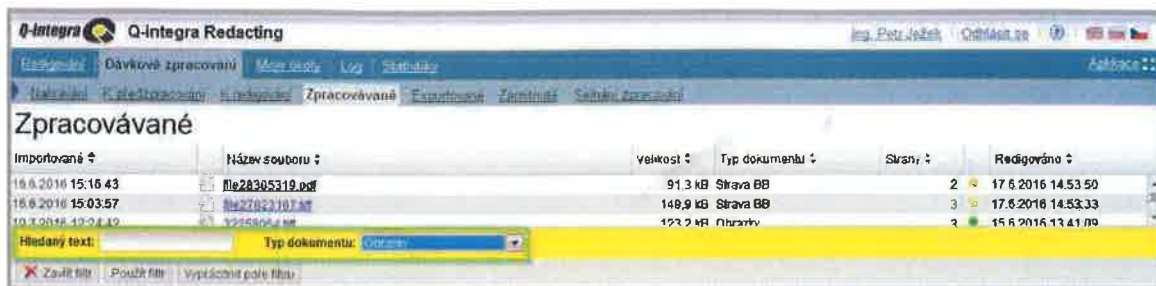 Q-Integra Q-integra Redacting Ing. Petr Ježek Odhlásit se
Redigování Dávkové zpracování Moje úkoly Log Statistiky Aplikace
Nahrávání K předzpracování K redigování Zpracovávané Exportované Zamítnuté
Zpracovávané
Importované Název souboru Velikost Typ dokumentu Strany Redigováno
16.6.2016 15:15 43 file28305319.pdf 91,3 kB Strava BB 2 17.6.2016 14:53 50
16.6.2016 15:03:57 file27823107.tif 149,9 kB Strava BB 3 17.6.2016 14:53:33
123,2 kB Obrazky 3 15.6.2016 13:41:09
Hledaný text: Typ dokumentu: Obrazky
Zavřít filtr Použít filtr Vyprázdnit pole filtru